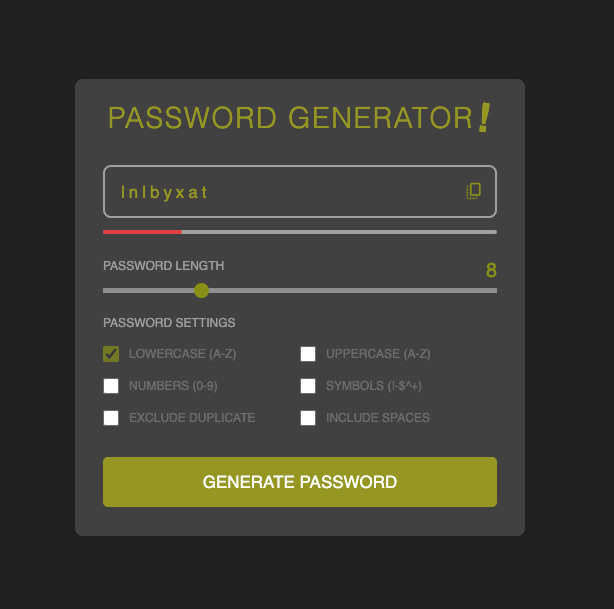 PASSWORD GENERATOR!
lnlbyxat
PASSWORD LENGTH 8
PASSWORD SETTINGS
LOWERCASE (A-Z) UPPERCASE (A-Z)
NUMBERS (0-9) SYMBOLS (!-$^+)
EXCLUDE DUPLICATE INCLUDE SPACES
GENERATE PASSWORD